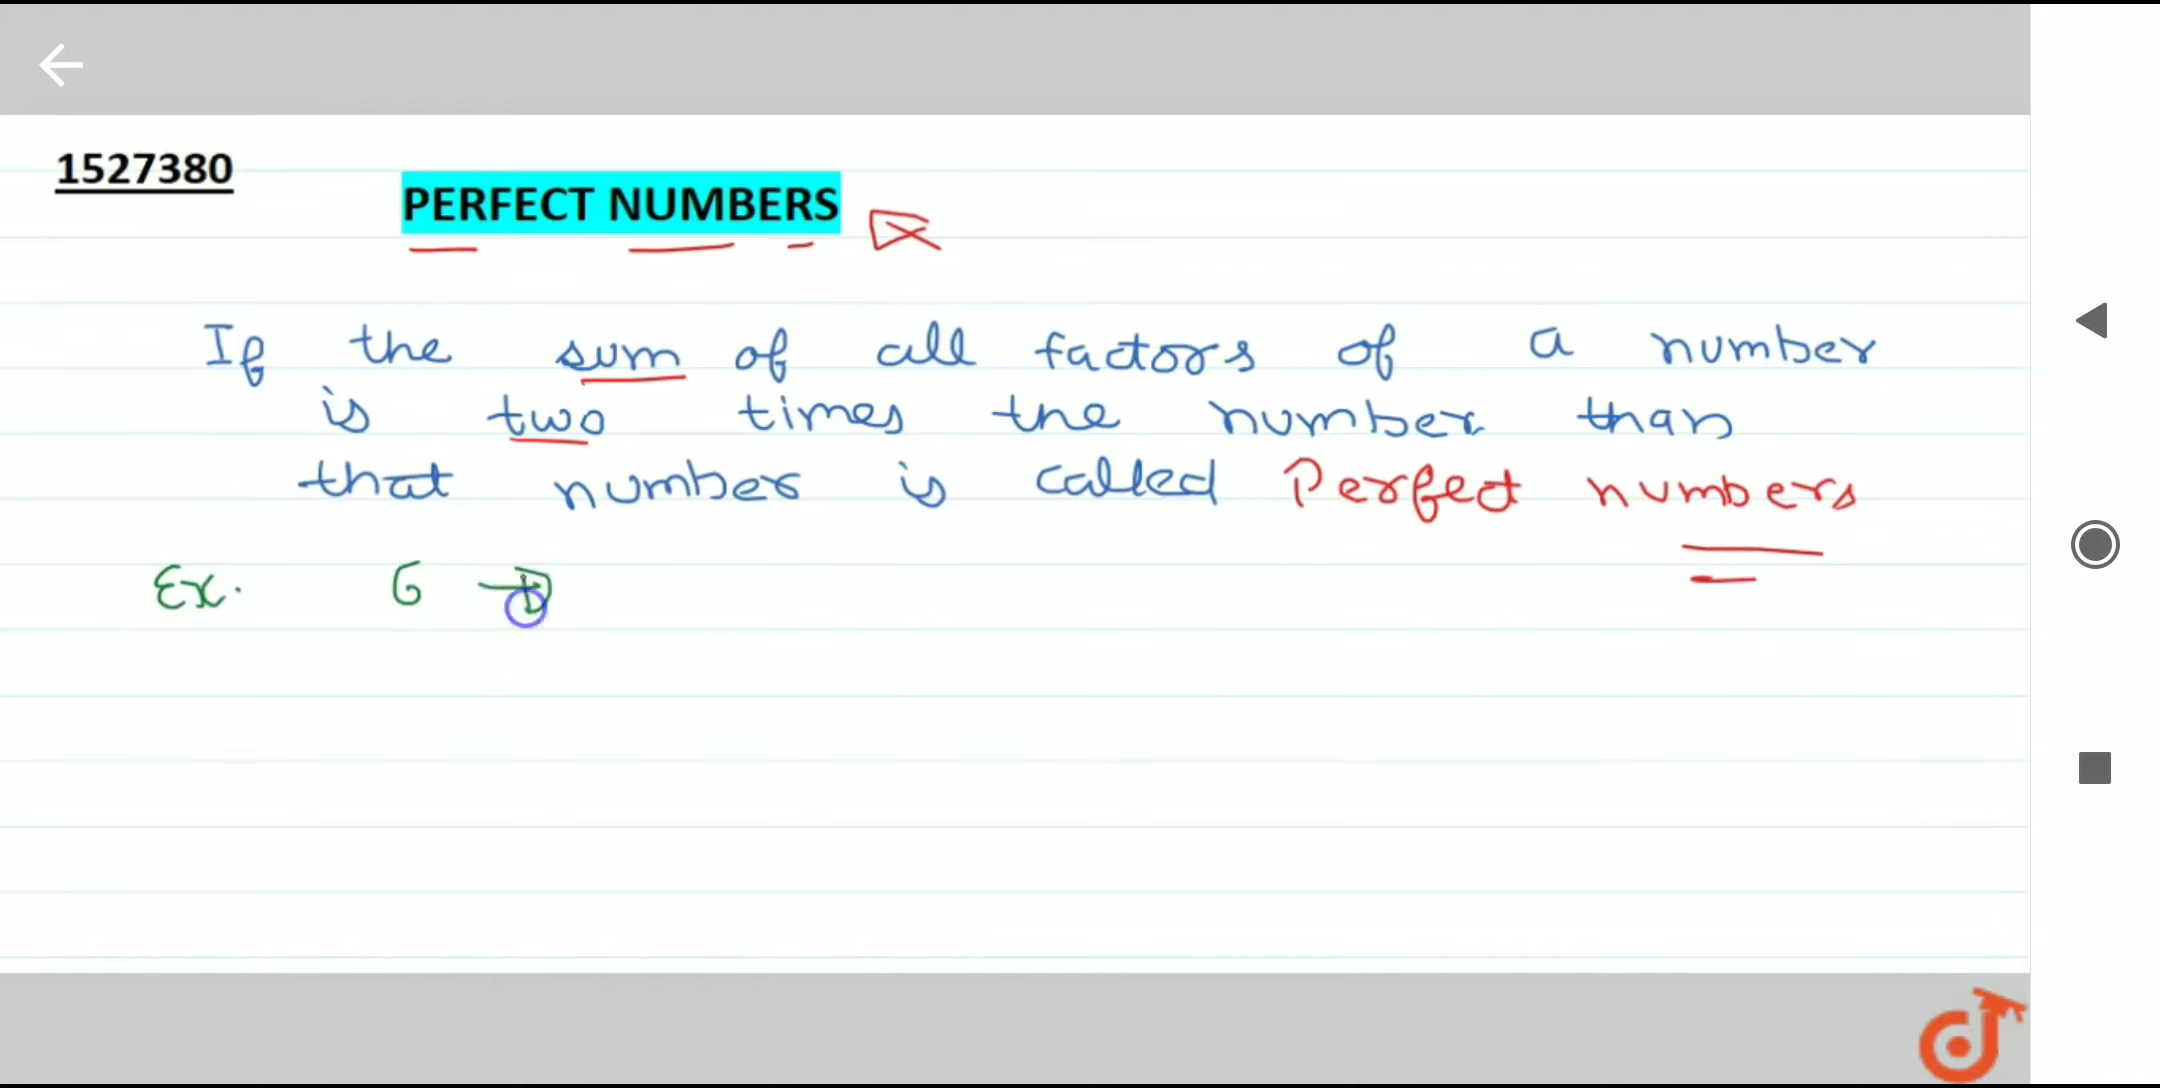 1527380
PERFECT NUMBERS
If the sum of all factors of a number
is two times the number than
that number is called Perfect numbers
Ex. 6 →